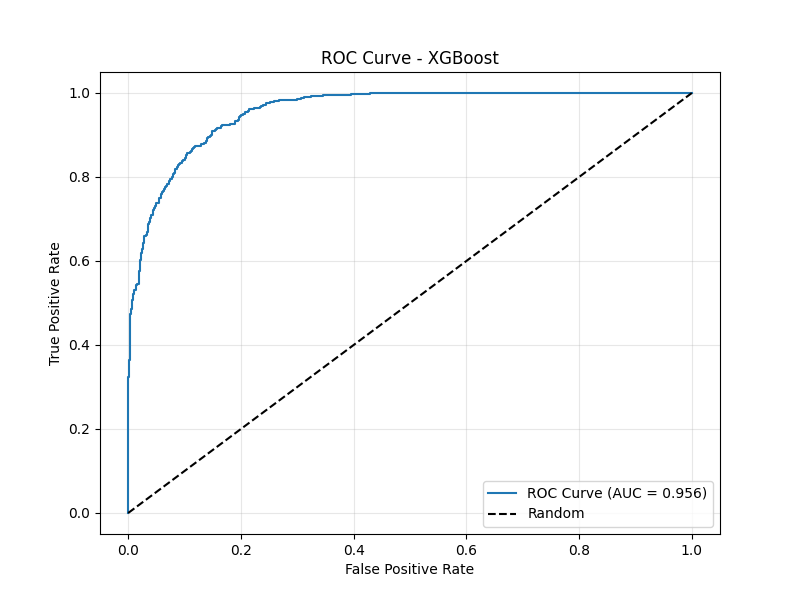 ROC Curve - XGBoost
1.0
0.8
0.6
0.4
0.2
0.0
True Positive Rate
0.0 0.2 0.4 0.6 0.8 1.0
False Positive Rate
ROC Curve (AUC = 0.956)
Random